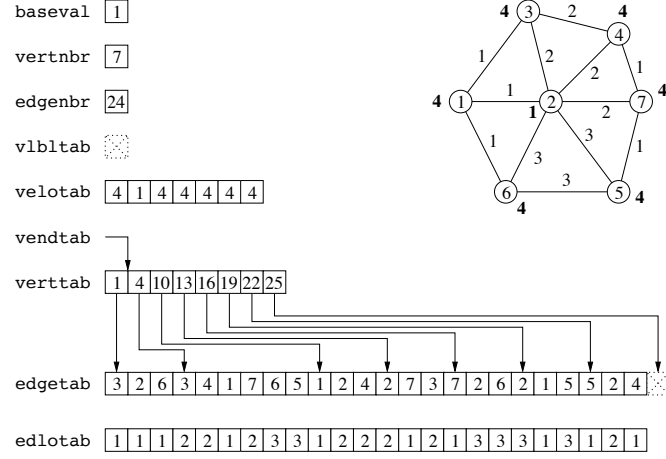 baseval 1
vertnbr 7
edgenbr 24
vlbltab
velotab 4 1 4 4 4 4 4
vendtab
verttab 1 4 10 13 16 19 22 25
edgetab 3 2 6 3 4 1 7 6 5 1 2 4 2 7 3 7 2 6 2 1 5 5 2 4
edlotab 1 1 1 2 2 1 2 3 3 1 2 2 2 1 2 1 3 3 3 1 3 1 2 1
4 3 2 4
4
1 2 1
2
4 1 1 2 2 7 4
1
1 3 3 1
6 3 5 4
4